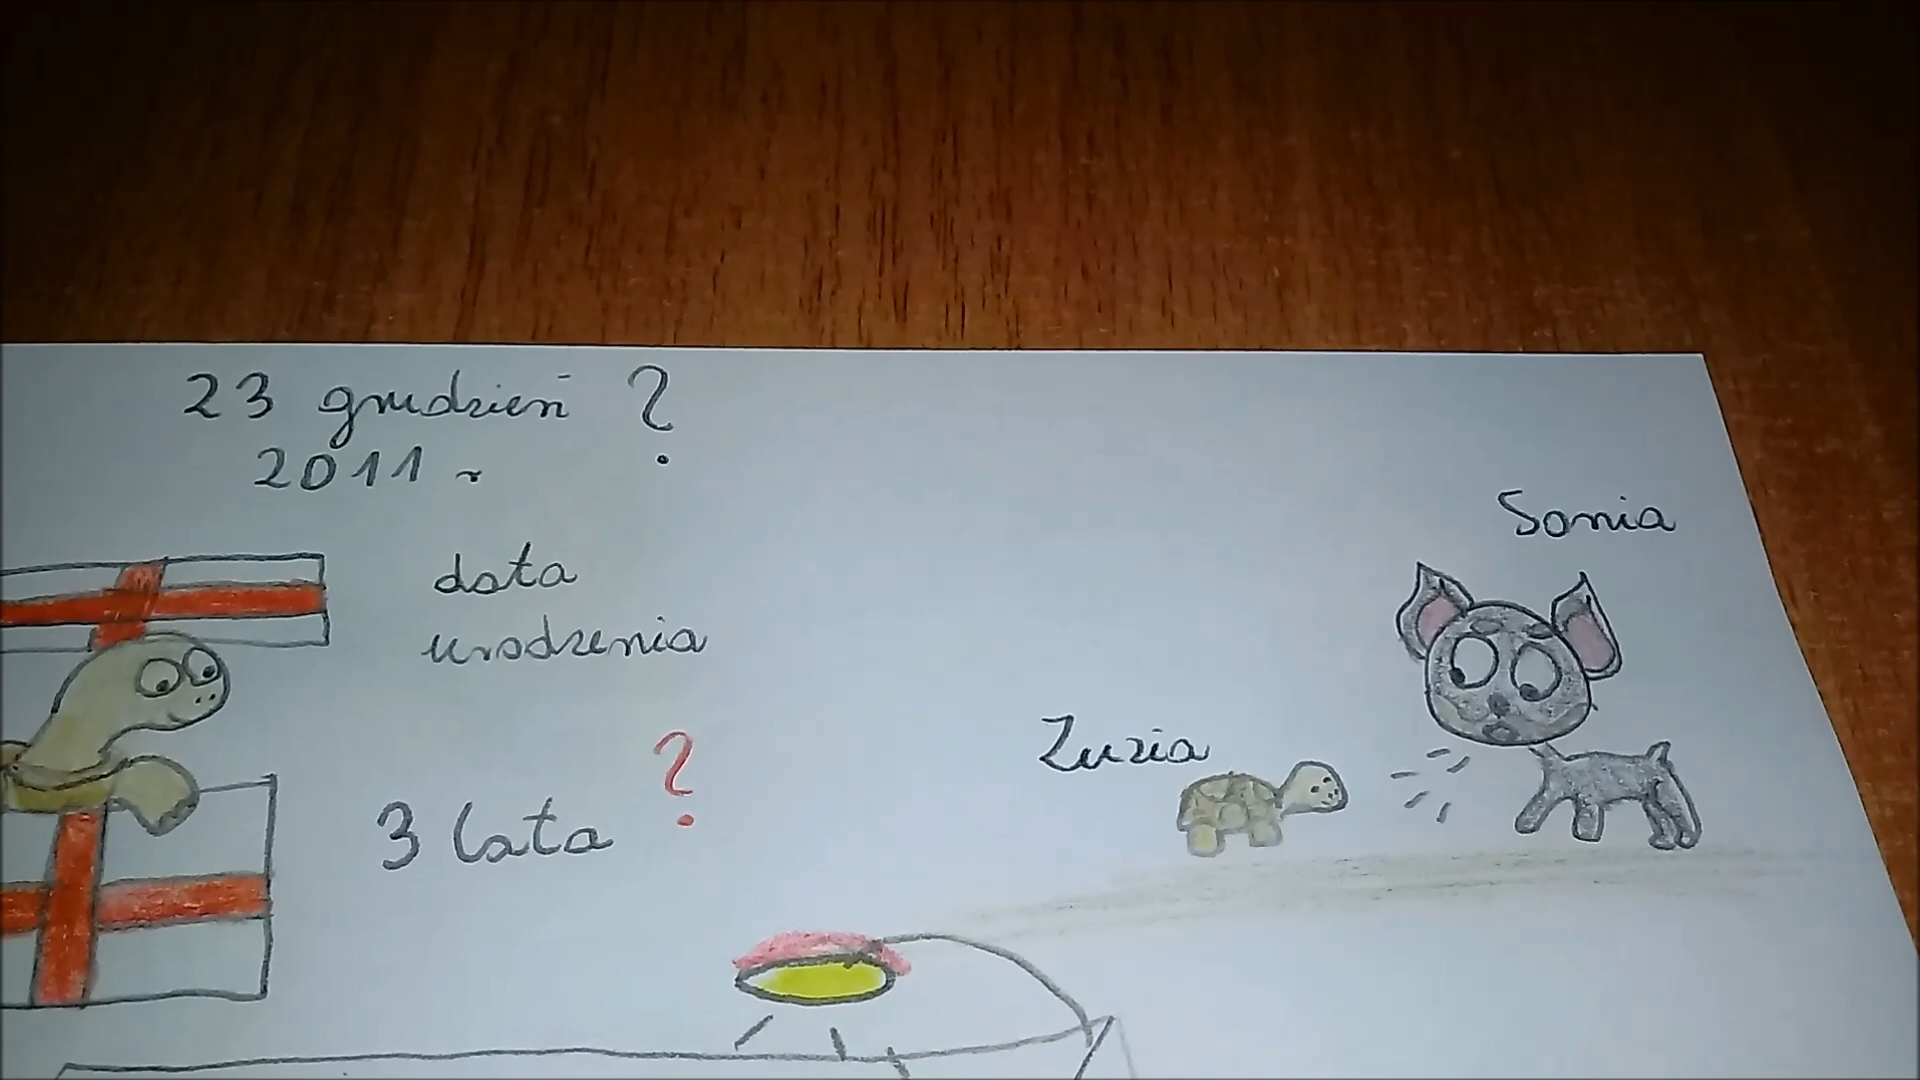 23 grudzień ?
2011 r
data
urodzenia
3 lata ?
Sonia
Zuzia